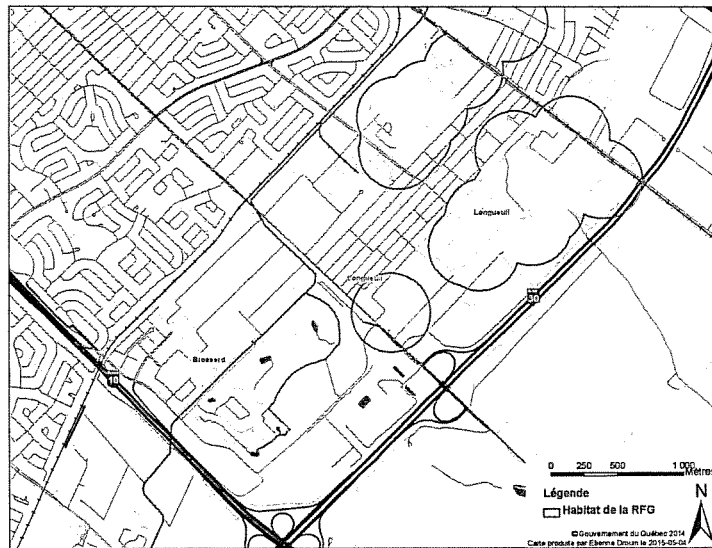 Longueuil
Longueuil
30
Brossard
10
0 250 500 1 000
Mètres
Légende
N
Habitat de la RFG
©Gouvernement du Québec 2014
Carte produite par Etienne Drouin le 2015-05-04